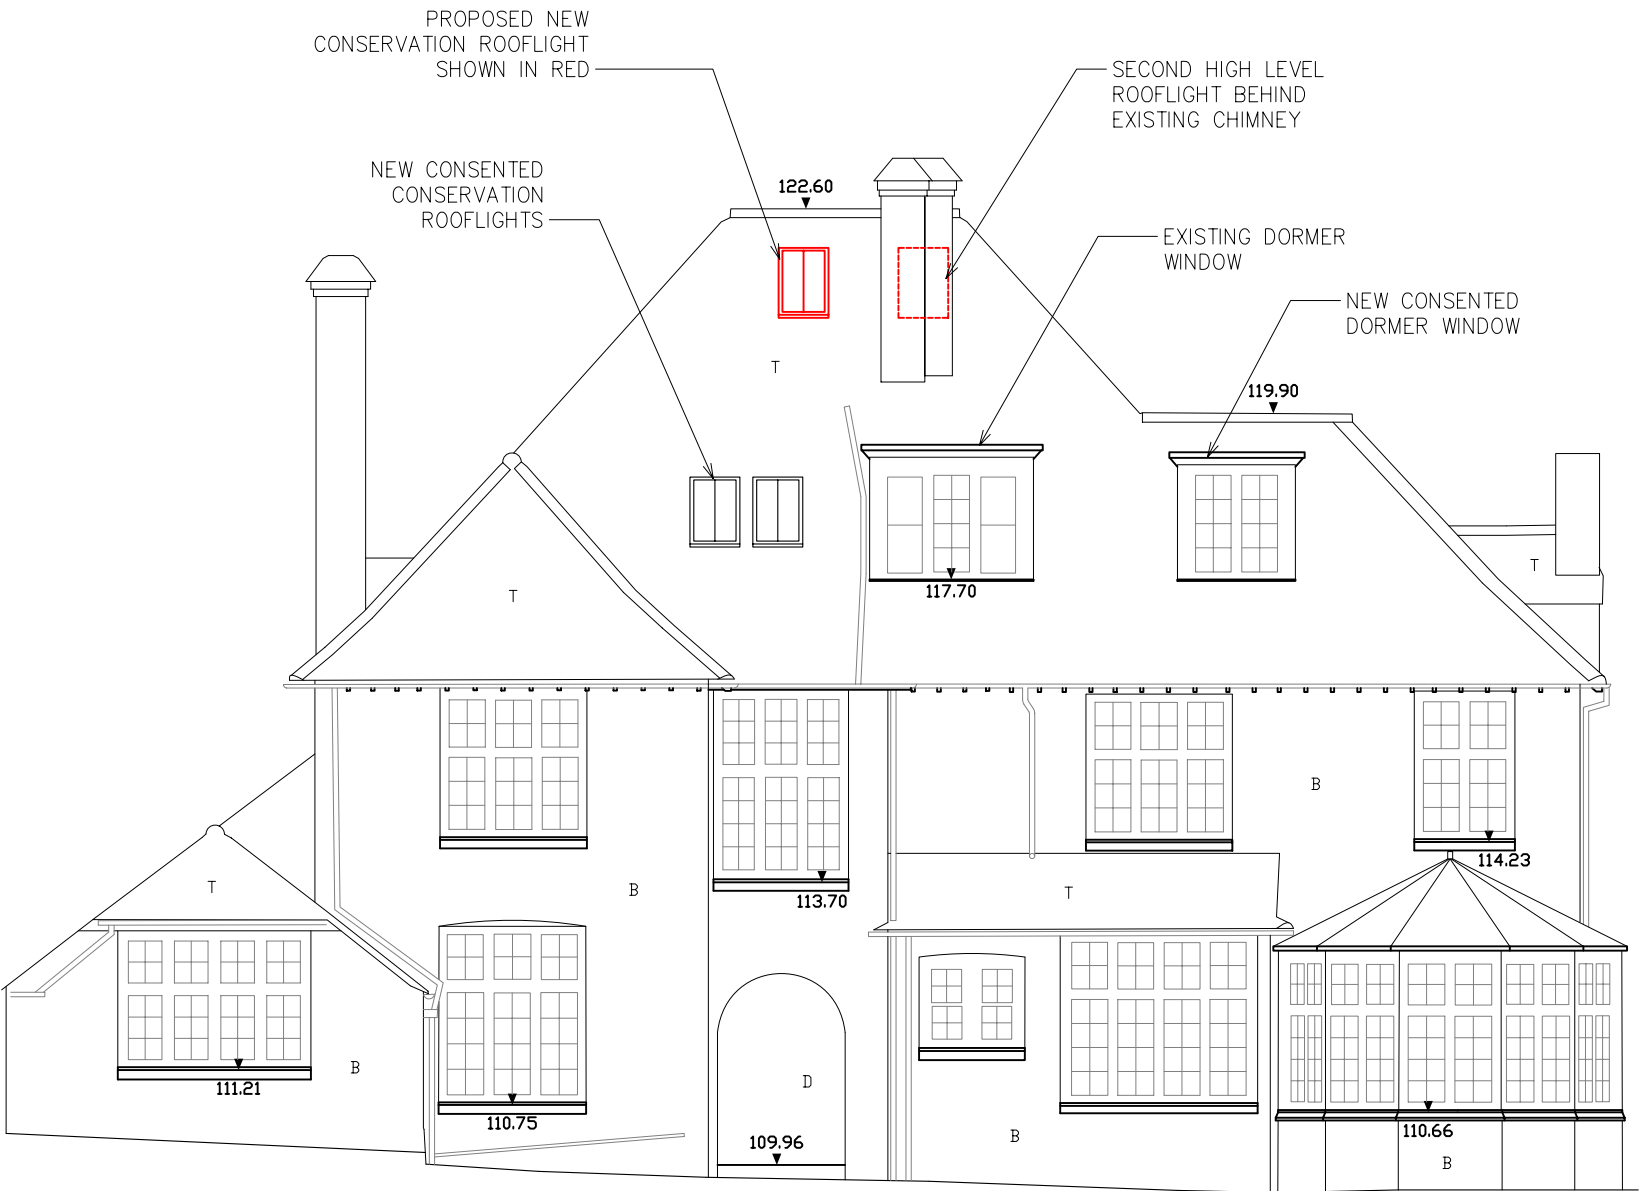 PROPOSED NEW
CONSERVATION ROOFLIGHT
SHOWN IN RED
SECOND HIGH LEVEL
ROOFLIGHT BEHIND
EXISTING CHIMNEY
NEW CONSENTED
CONSERVATION
ROOFLIGHTS
122.60
EXISTING DORMER
WINDOW
NEW CONSENTED
DORMER WINDOW
T
119.90
T
117.70
T
B
114.23
T
B
113.70
T
111.21
B
110.75
D
109.96
B
110.66
B